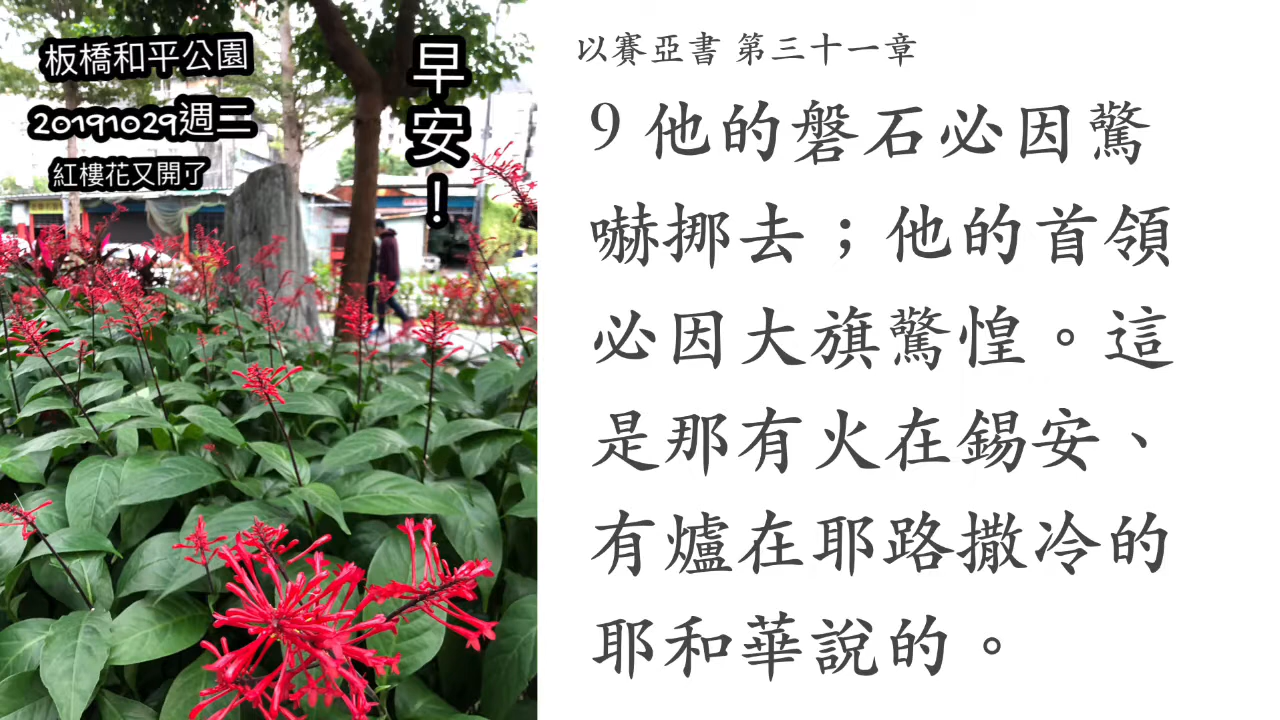 板橋和平公園
20191029週二
紅樓花又開了
早安！
以賽亞書 第三十一章
9 他的磐石必因驚
嚇挪去；他的首領
必因大旗驚惶。這
是那有火在錫安、
有爐在耶路撒冷的
耶和華說的。